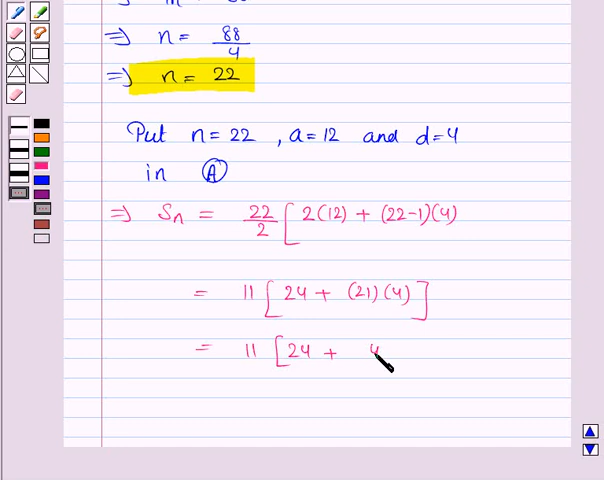 ⇒ n = 88/4
⇒ n = 22
Put n = 22 , a = 12 and d = 4
in Ⓐ
⇒ Sn = 22/2 [ 2(12) + (22-1)(4)
= 11 [ 24 + (21)(4) ]
= 11 [ 24 +